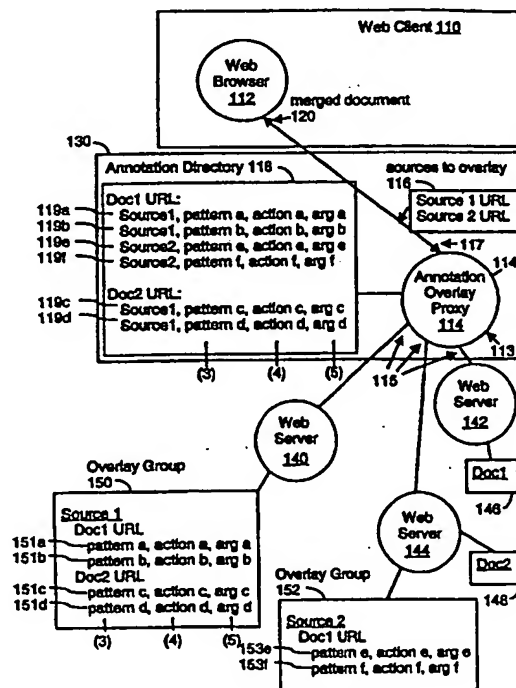 Web Client 110
Web
Browser
112
merged document
120
130
Annotation Directory 118
sources to overlay
116
Source 1 URL
Source 2 URL
117
Doc1 URL:
119a Source1, pattern a, action a, arg a
119b Source1, pattern b, action b, arg b
119e Source2, pattern e, action e, arg e
119f Source2, pattern f, action f, arg f
Doc2 URL:
119c Source1, pattern c, action c, arg c
119d Source1, pattern d, action d, arg d
(3) (4) (5)
Annotation
Overlay
Proxy
114
114
113
115
Web
Server
140
Web
Server
142
Doc1
146
Web
Server
144
Doc2
148
Overlay Group
150
Source 1
Doc1 URL
151a pattern a, action a, arg a
151b pattern b, action b, arg b
Doc2 URL
151c pattern c, action c, arg c
151d pattern d, action d, arg d
(3) (4) (5)
Overlay Group
152
Source 2
Doc1 URL
153e pattern e, action e, arg e
153f pattern f, action f, arg f